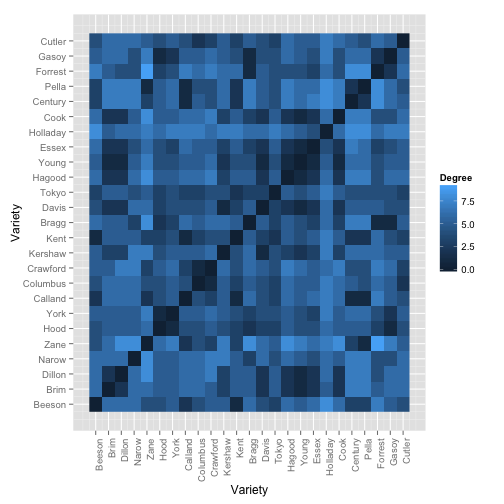 Cutler
Gasoy
Forrest
Pella
Century
Cook
Holladay
Essex
Young
Hagood
Tokyo
Davis
Bragg
Kent
Kershaw
Crawford
Columbus
Calland
York
Hood
Zane
Narow
Dillon
Brim
Beeson
Variety
Beeson
Brim
Dillon
Narow
Zane
Hood
York
Calland
Columbus
Crawford
Kershaw
Kent
Bragg
Davis
Tokyo
Hagood
Young
Essex
Holladay
Cook
Century
Pella
Forrest
Gasoy
Cutler
Variety
Degree
7.5
5.0
2.5
0.0